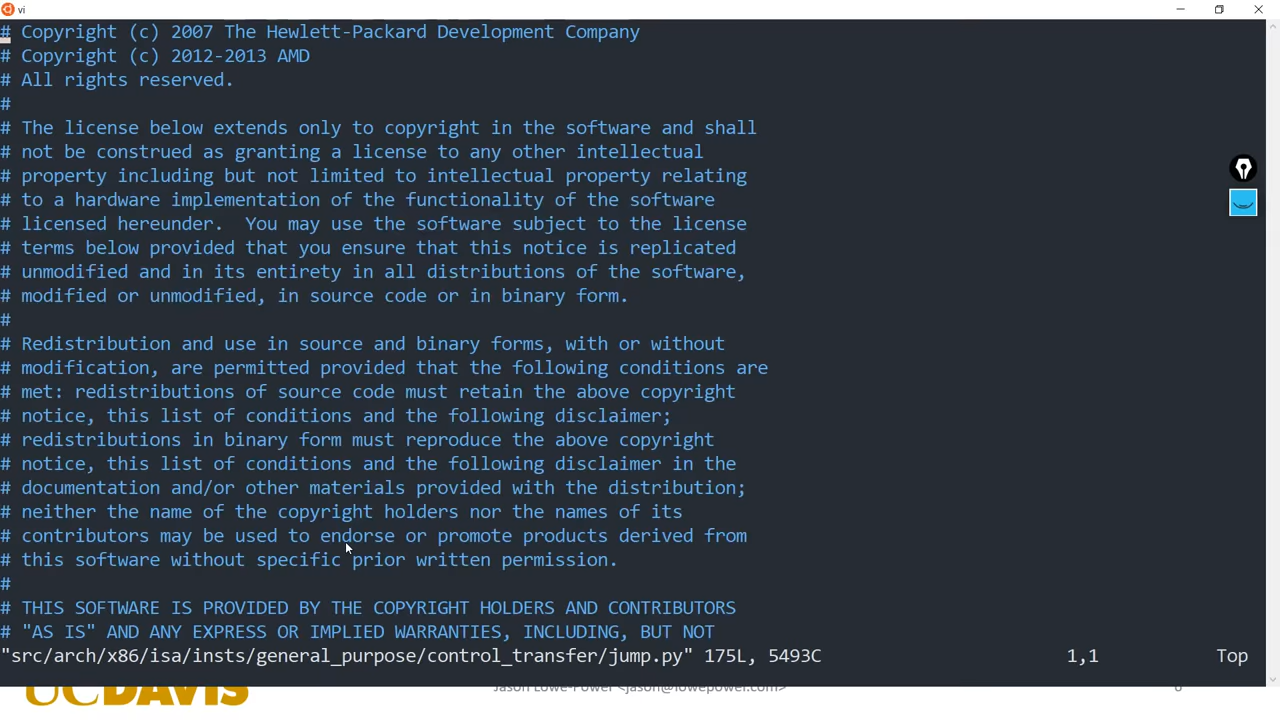 vi
# Copyright (c) 2007 The Hewlett-Packard Development Company
# Copyright (c) 2012-2013 AMD
# All rights reserved.
#
# The license below extends only to copyright in the software and shall
# not be construed as granting a license to any other intellectual
# property including but not limited to intellectual property relating
# to a hardware implementation of the functionality of the software
# licensed hereunder.  You may use the software subject to the license
# terms below provided that you ensure that this notice is replicated
# unmodified and in its entirety in all distributions of the software,
# modified or unmodified, in source code or in binary form.
#
# Redistribution and use in source and binary forms, with or without
# modification, are permitted provided that the following conditions are
# met: redistributions of source code must retain the above copyright
# notice, this list of conditions and the following disclaimer;
# redistributions in binary form must reproduce the above copyright
# notice, this list of conditions and the following disclaimer in the
# documentation and/or other materials provided with the distribution;
# neither the name of the copyright holders nor the names of its
# contributors may be used to endorse or promote products derived from
# this software without specific prior written permission.
#
# THIS SOFTWARE IS PROVIDED BY THE COPYRIGHT HOLDERS AND CONTRIBUTORS
# "AS IS" AND ANY EXPRESS OR IMPLIED WARRANTIES, INCLUDING, BUT NOT
"src/arch/x86/isa/insts/general_purpose/control_transfer/jump.py" 175L, 5493C 1,1 Top
UCDAVIS Jason Lowe-Power <jason@lowepower.com>